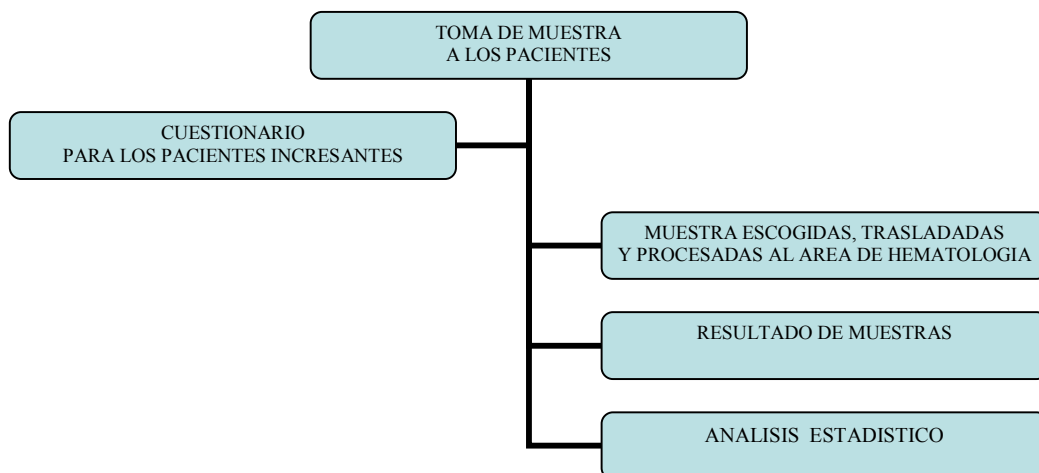 TOMA DE MUESTRA
A LOS PACIENTES
CUESTIONARIO
PARA LOS PACIENTES INCRESANTES
MUESTRA ESCOGIDAS, TRASLADADAS
Y PROCESADAS AL AREA DE HEMATOLOGIA
RESULTADO DE MUESTRAS
ANALISIS ESTADISTICO